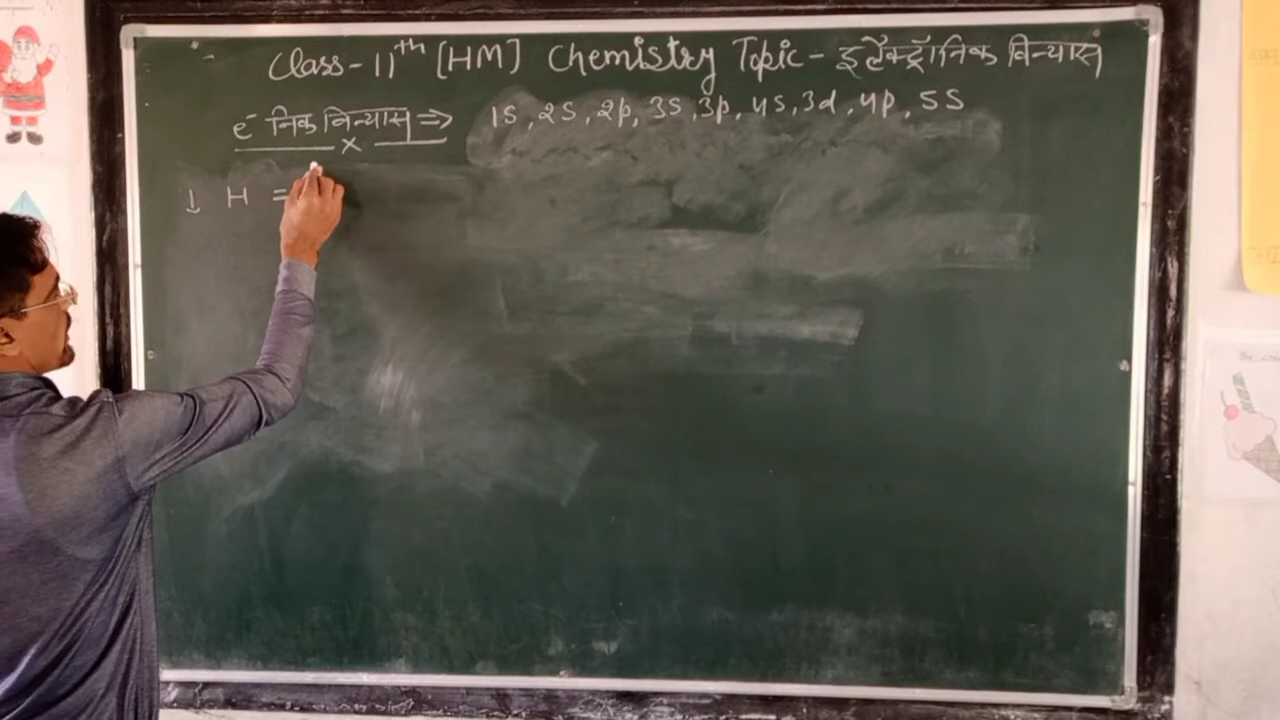 Class-11th [HM] Chemistry Topic- इलैक्ट्रॉनिक विन्यास
e⁻ निक विन्यास => 1S, 2S, 2p, 3S, 3p, 4S, 3d, 4p, 5S
x
1 H =